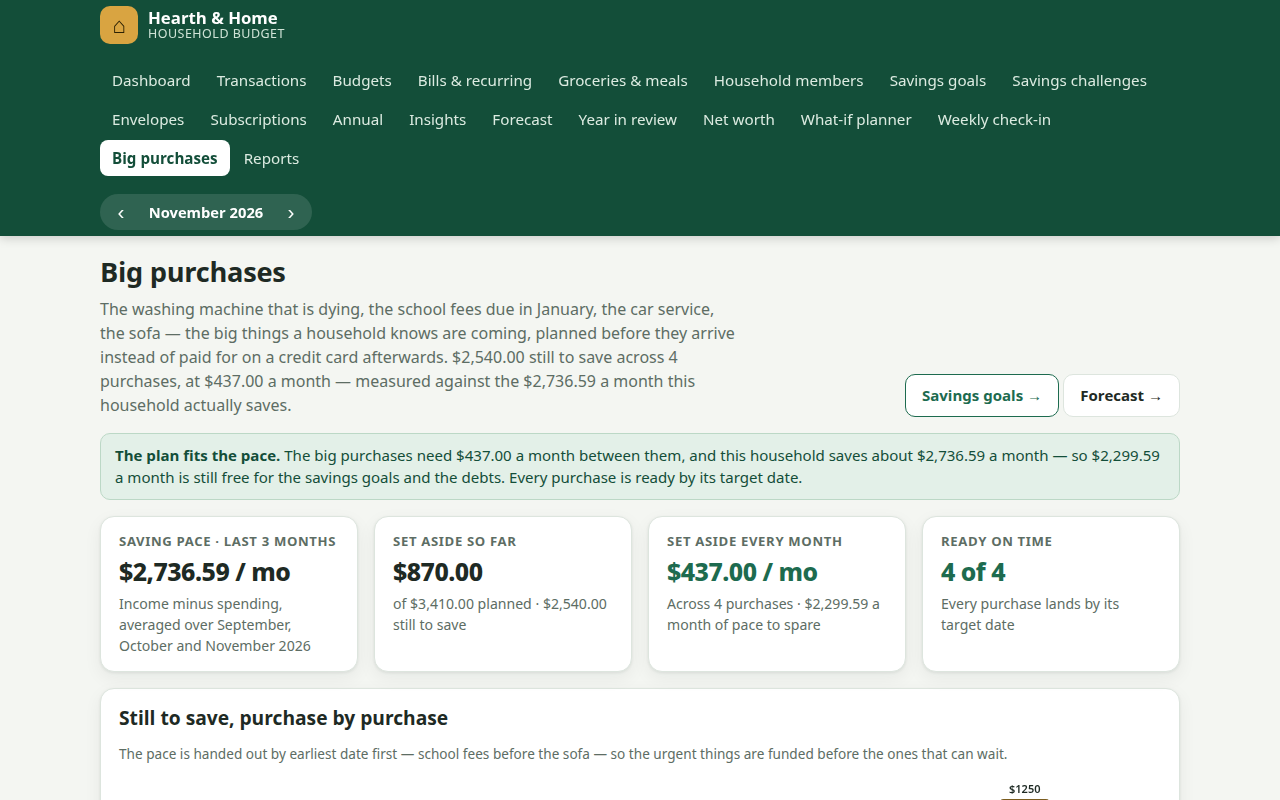 Hearth & Home
HOUSEHOLD BUDGET
Dashboard Transactions Budgets Bills & recurring Groceries & meals Household members Savings goals Savings challenges
Envelopes Subscriptions Annual Insights Forecast Year in review Net worth What-if planner Weekly check-in
Big purchases Reports
‹ November 2026 ›
Big purchases
The washing machine that is dying, the school fees due in January, the car service,
the sofa — the big things a household knows are coming, planned before they arrive
instead of paid for on a credit card afterwards. $2,540.00 still to save across 4
purchases, at $437.00 a month — measured against the $2,736.59 a month this
household actually saves.
Savings goals → Forecast →
The plan fits the pace. The big purchases need $437.00 a month between them, and this household saves about $2,736.59 a month — so $2,299.59
a month is still free for the savings goals and the debts. Every purchase is ready by its target date.
SAVING PACE · LAST 3 MONTHS
$2,736.59 / mo
Income minus spending,
averaged over September,
October and November 2026
SET ASIDE SO FAR
$870.00
of $3,410.00 planned · $2,540.00
still to save
SET ASIDE EVERY MONTH
$437.00 / mo
Across 4 purchases · $2,299.59 a
month of pace to spare
READY ON TIME
4 of 4
Every purchase lands by its
target date
Still to save, purchase by purchase
The pace is handed out by earliest date first — school fees before the sofa — so the urgent things are funded before the ones that can wait.
$1250